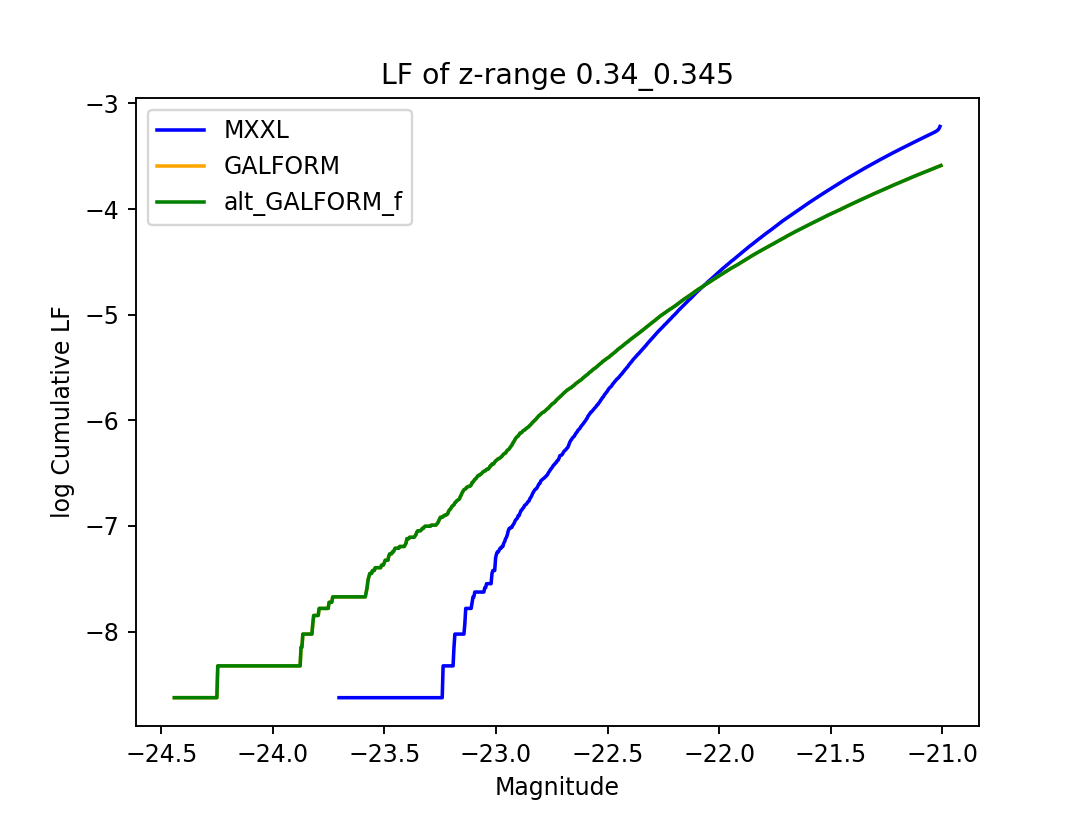 LF of z-range 0.34_0.345
MXXL
GALFORM
alt_GALFORM_f
log Cumulative LF
−3
−4
−5
−6
−7
−8
−24.5
−24.0
−23.5
−23.0
−22.5
−22.0
−21.5
−21.0
Magnitude